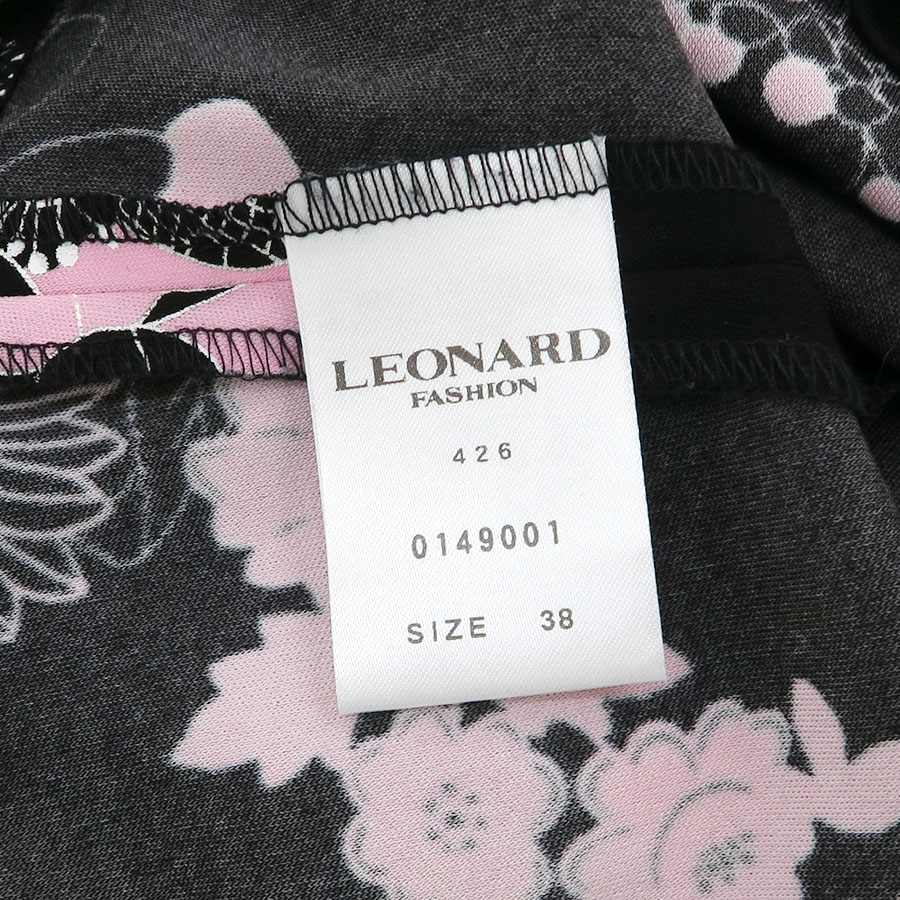 LEONARD
FASHION
426
0149001
SIZE 38